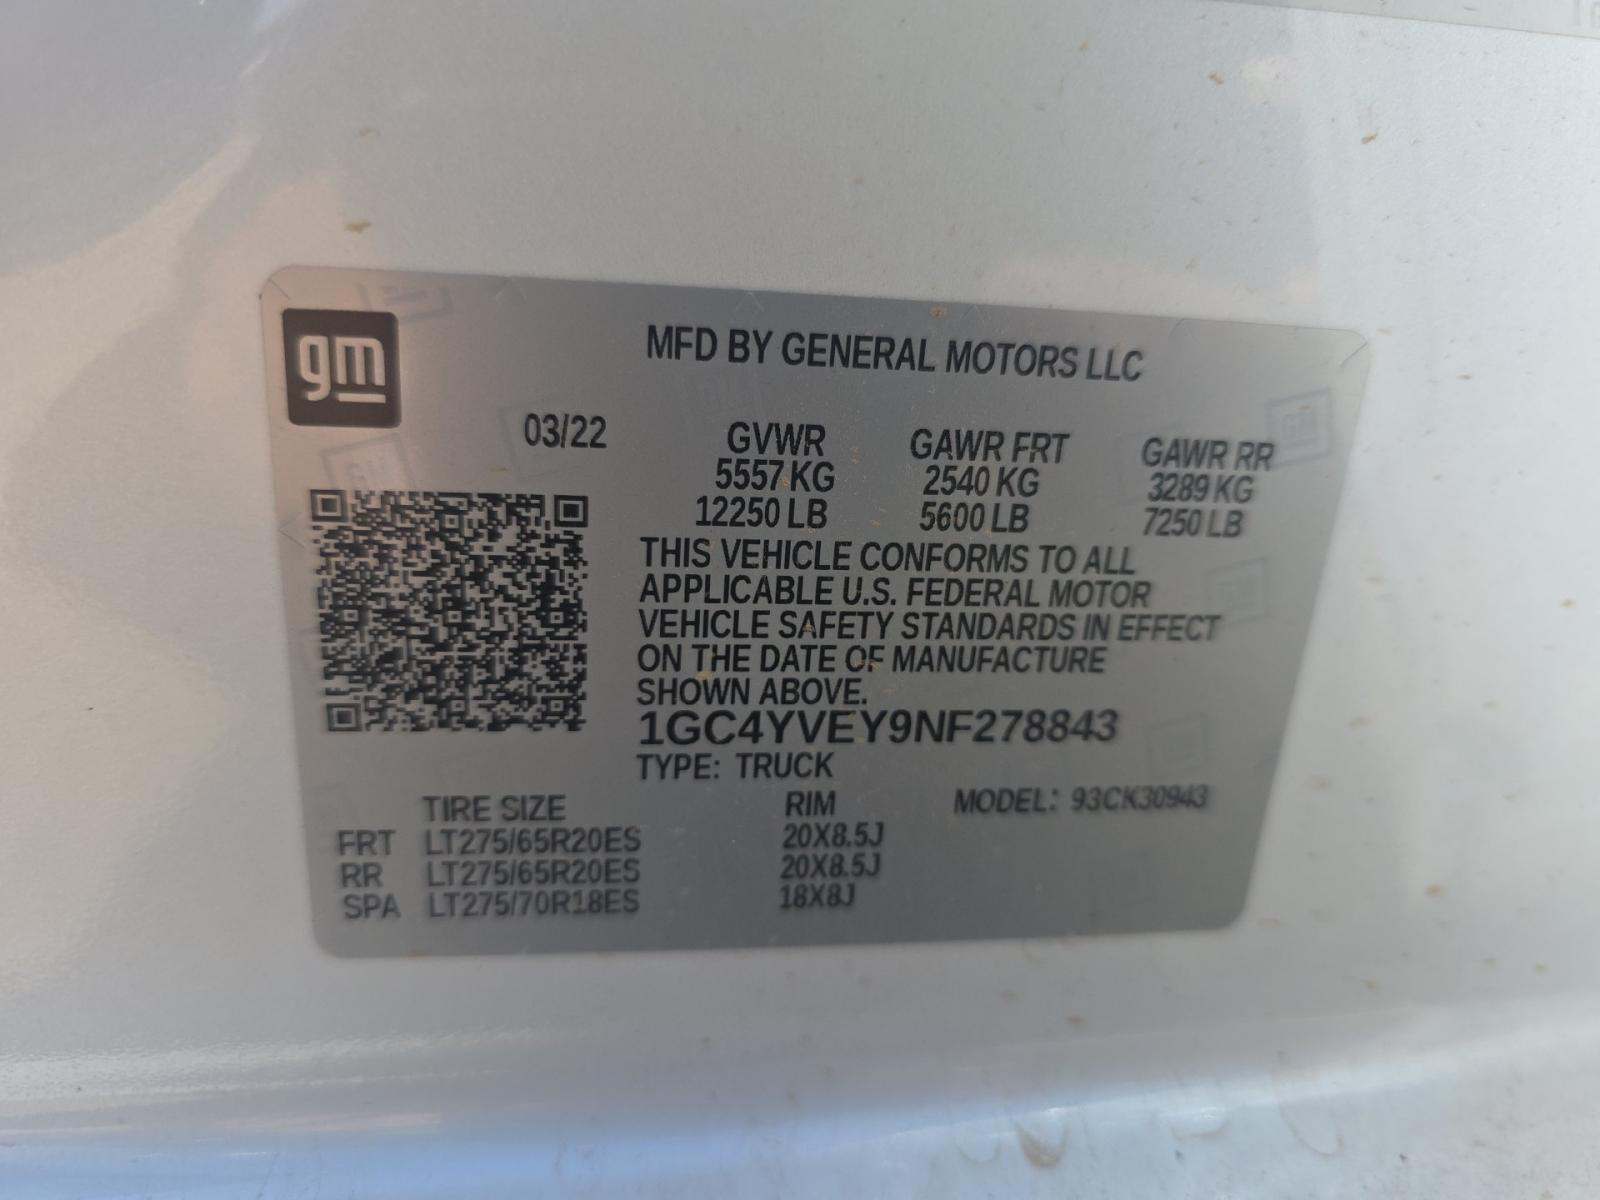 gm
MFD BY GENERAL MOTORS LLC
03/22 GVWR GAWR FRT GAWR RR
5557 KG 2540 KG 3289 KG
12250 LB 5600 LB 7250 LB
THIS VEHICLE CONFORMS TO ALL
APPLICABLE U.S. FEDERAL MOTOR
VEHICLE SAFETY STANDARDS IN EFFECT
ON THE DATE OF MANUFACTURE
SHOWN ABOVE.
1GC4YVEY9NF278843
TYPE: TRUCK
TIRE SIZE RIM MODEL: 93CK30943
FRT LT275/65R20ES 20X8.5J
RR LT275/65R20ES 20X8.5J
SPA LT275/70R18ES 18X8J